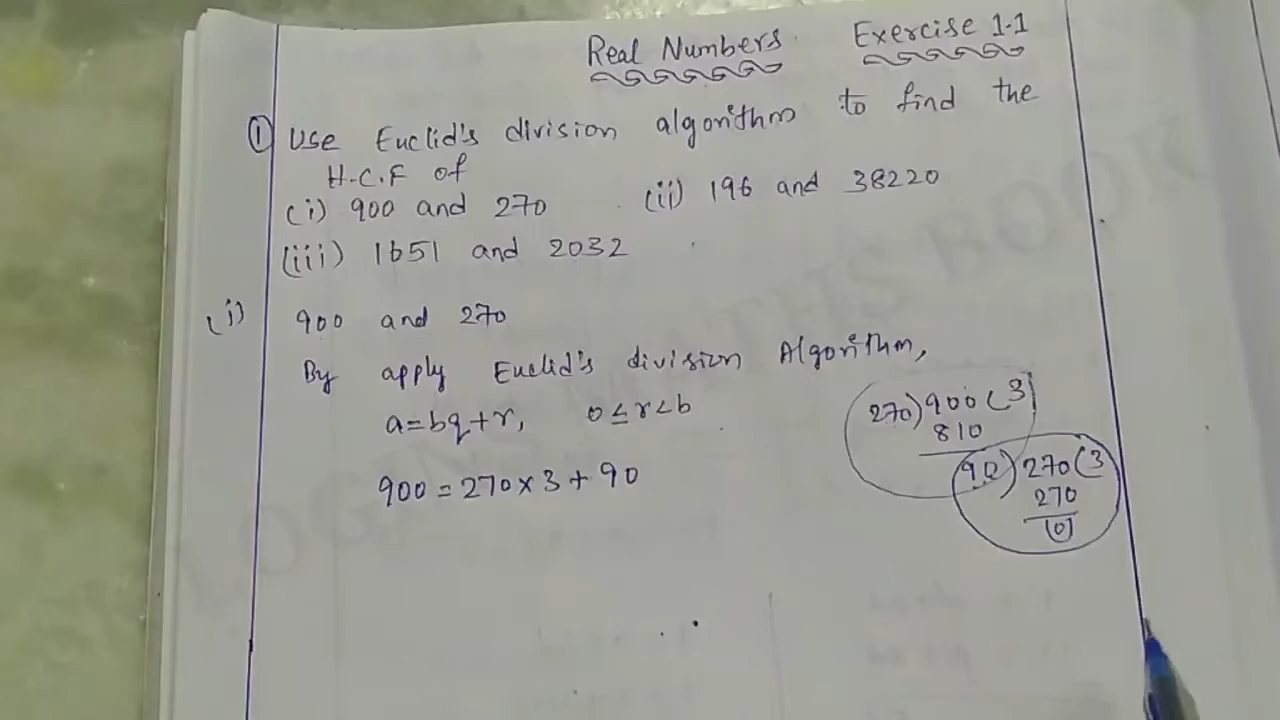 Real Numbers Exercise 1.1
① Use Euclid's division algorithm to find the
H.C.F of
(i) 900 and 270 (ii) 196 and 38220
(iii) 1651 and 2032
(i) 900 and 270
By apply Euclid's division Algorithm,
a=bq+r, 0≤r<b
900 = 270×3 + 90
270) 900 (3
810
90) 270 (3
270
0